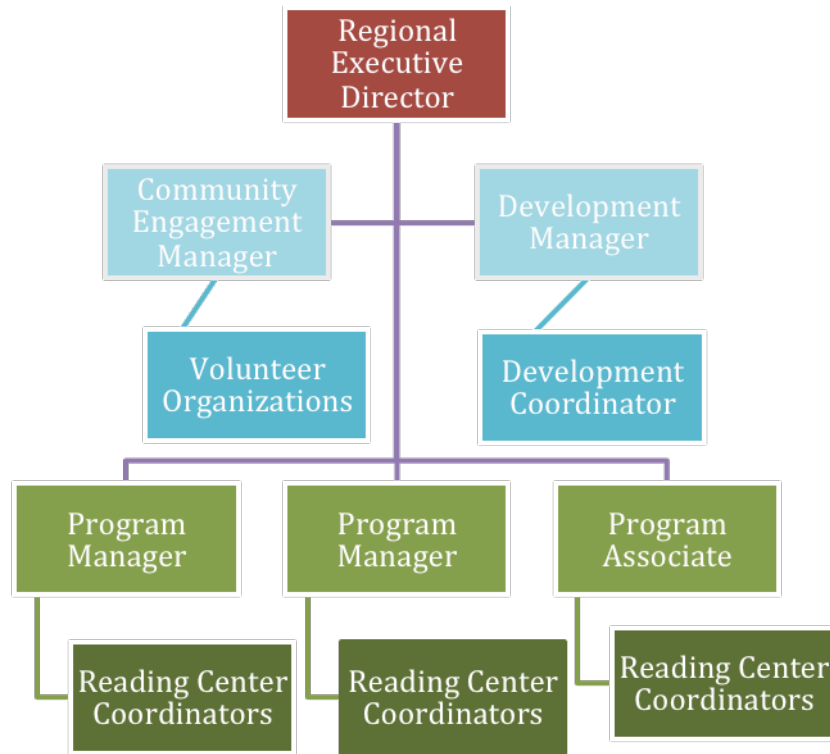 Regional
Executive
Director
Community
Engagement
Manager
Development
Manager
Volunteer
Organizations
Development
Coordinator
Program
Manager
Program
Manager
Program
Associate
Reading Center
Coordinators
Reading Center
Coordinators
Reading Center
Coordinators